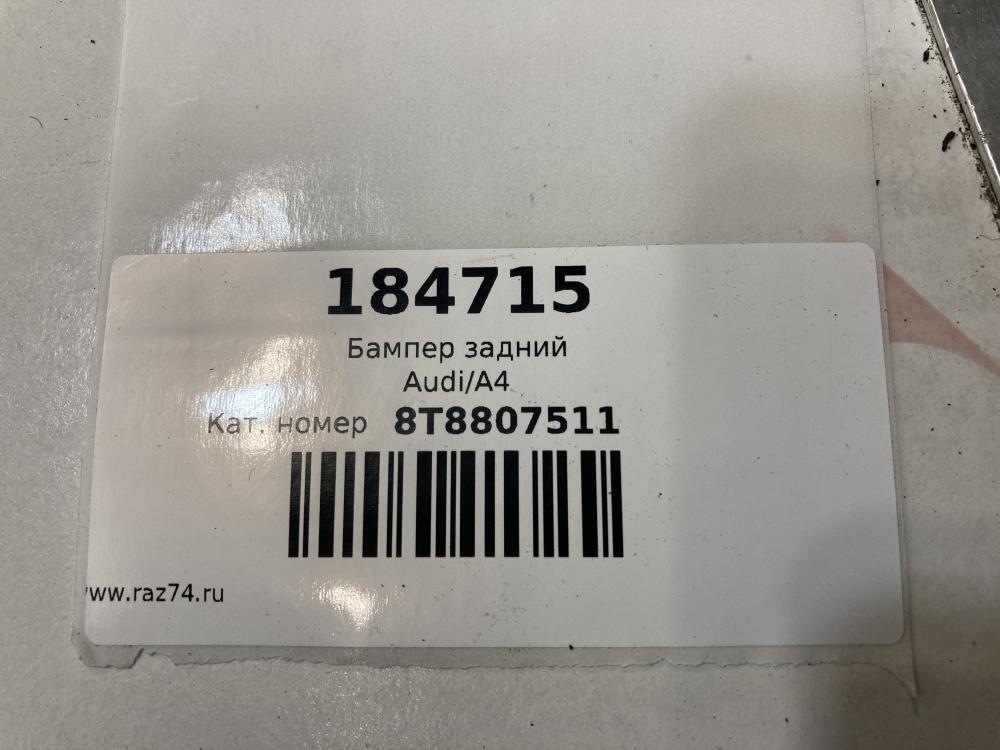 184715
Бампер задний
Audi/A4
Кат. номер 8T8807511
www.raz74.ru